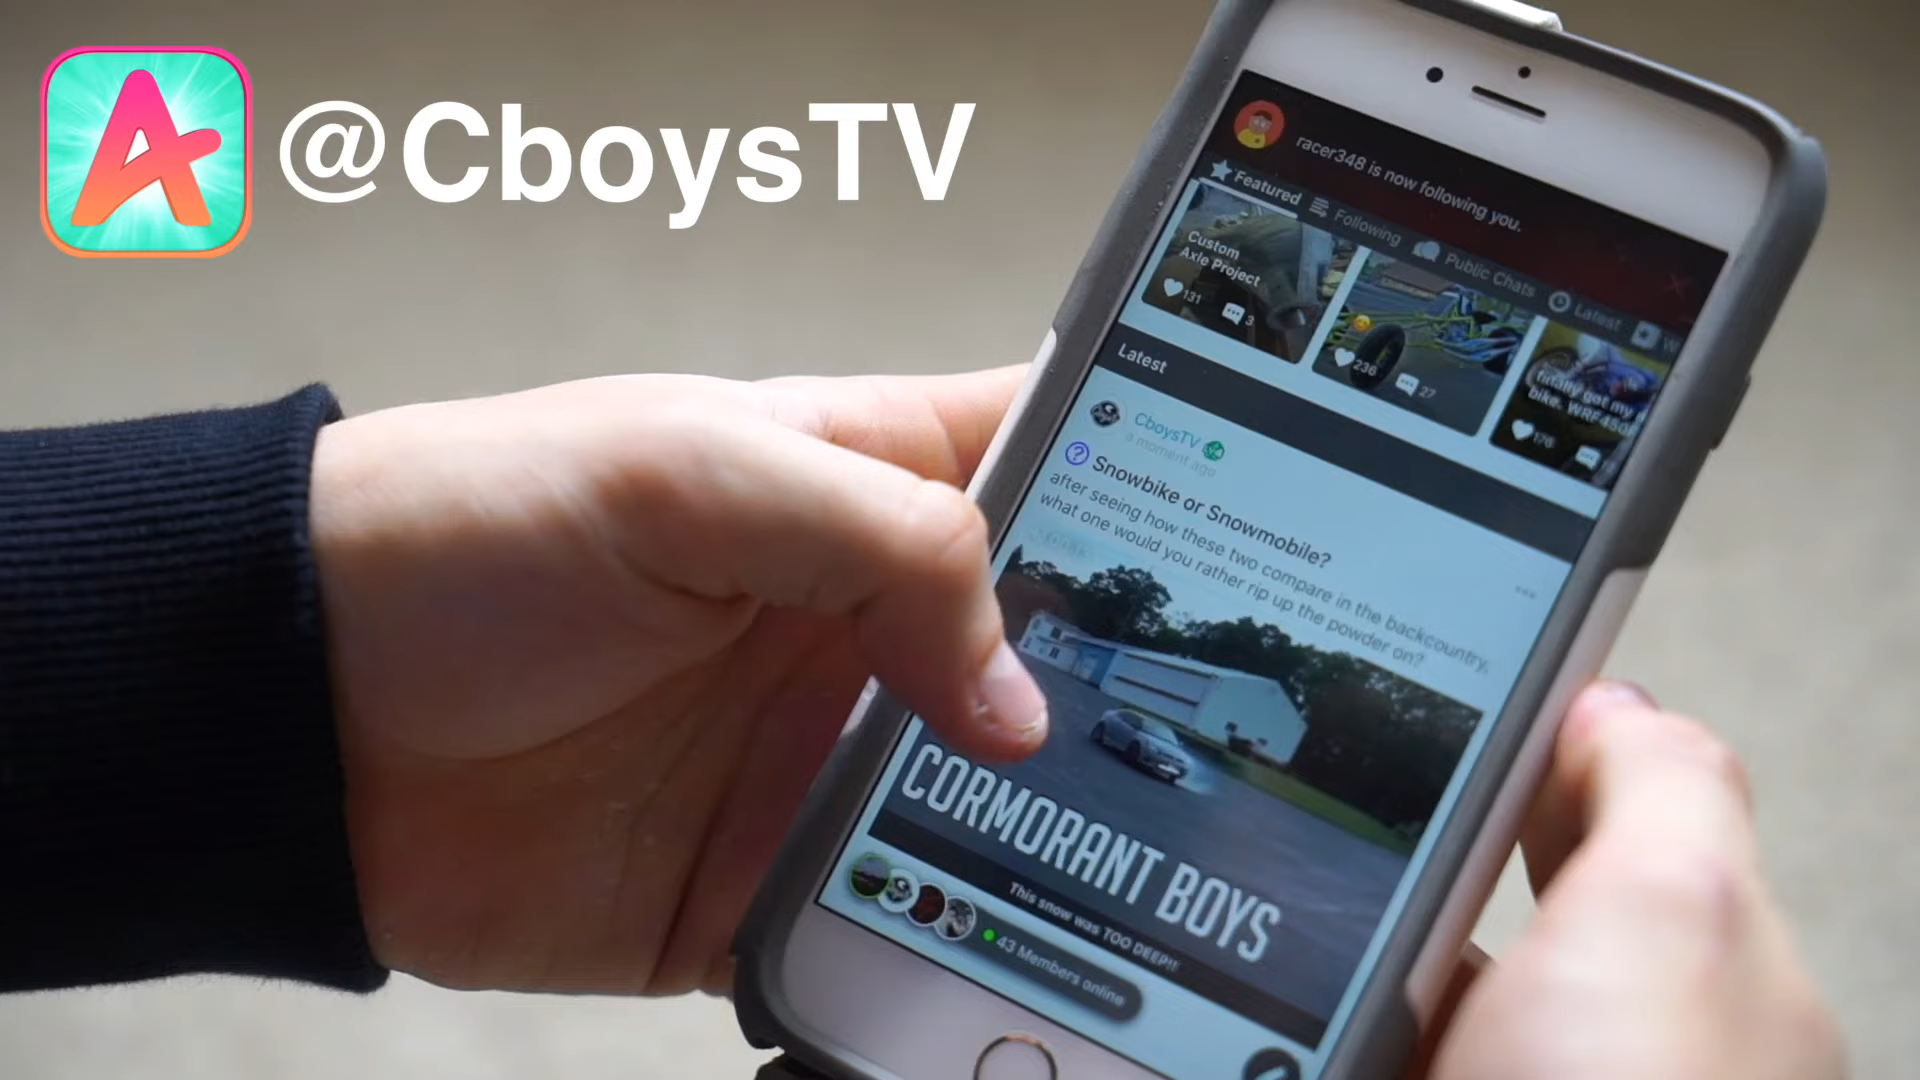 @CboysTV
racer348 is now following you.
Featured
Following
Public Chats
Latest
Custom
Axle Project
131
3
236
27
finally got my
bike. WRF450
176
Latest
CboysTV
a moment ago
Snowbike or Snowmobile?
after seeing how these two compare in the backcountry,
what one would you rather rip up the powder on?
CORMORANT BOYS
This snow was TOO DEEP!!
43 Members online